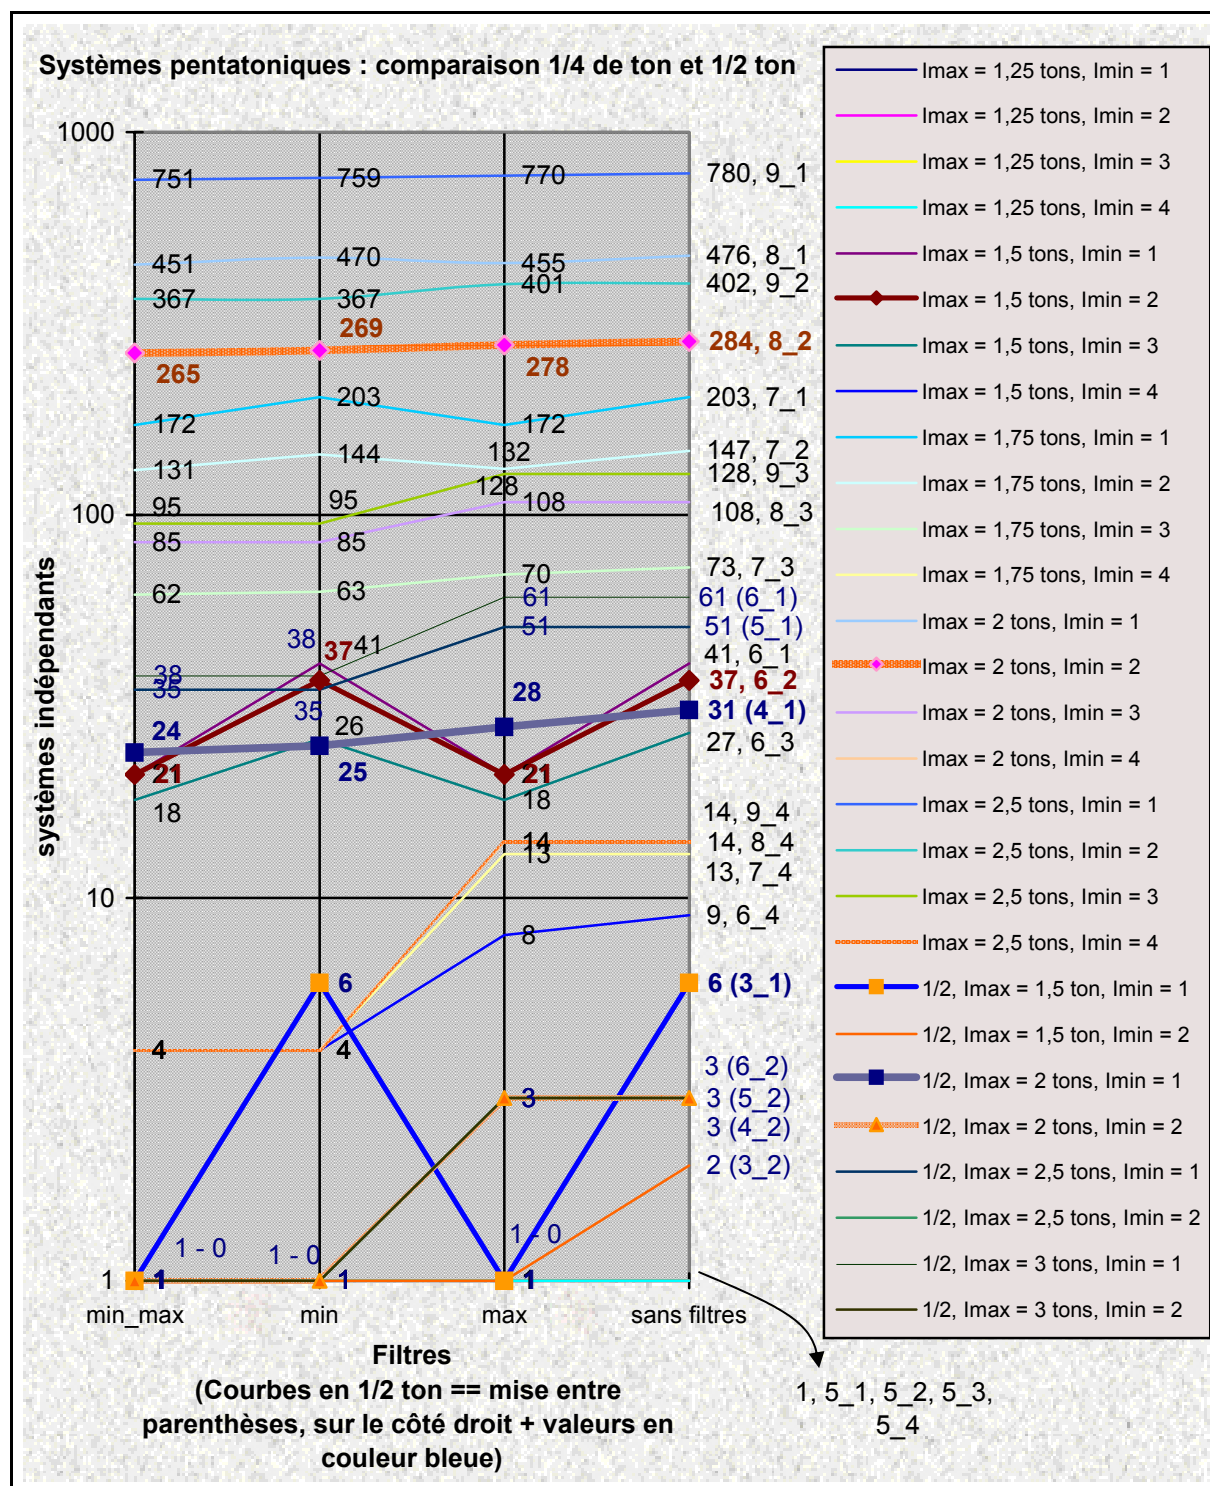 Systèmes pentatoniques : comparaison 1/4 de ton et 1/2 ton
systèmes indépendants
1000
100
10
1
751
759
770
780, 9_1
451
470
455
476, 8_1
367
367
401
402, 9_2
265
269
278
284, 8_2
172
203
172
203, 7_1
131
144
132
147, 7_2
95
95
128
128, 9_3
85
85
108
108, 8_3
62
63
70
73, 7_3
38
38
61
61 (6_1)
35
35
51
51 (5_1)
41
41, 6_1
21
37
21
37, 6_2
24
25
28
31 (4_1)
18
26
18
27, 6_3
14
14, 9_4
14, 8_4
13
13, 7_4
4
4
8
9, 6_4
1
6
1
6 (3_1)
3
3 (6_2)
3 (5_2)
3 (4_2)
2 (3_2)
1 - 0
1 - 0
1 - 0
1
min_max
min
max
sans filtres
Filtres
(Courbes en 1/2 ton == mise entre
parenthèses, sur le côté droit + valeurs en
couleur bleue)
1, 5_1, 5_2, 5_3,
5_4
Imax = 1,25 tons, Imin = 1
Imax = 1,25 tons, Imin = 2
Imax = 1,25 tons, Imin = 3
Imax = 1,25 tons, Imin = 4
Imax = 1,5 tons, Imin = 1
Imax = 1,5 tons, Imin = 2
Imax = 1,5 tons, Imin = 3
Imax = 1,5 tons, Imin = 4
Imax = 1,75 tons, Imin = 1
Imax = 1,75 tons, Imin = 2
Imax = 1,75 tons, Imin = 3
Imax = 1,75 tons, Imin = 4
Imax = 2 tons, Imin = 1
Imax = 2 tons, Imin = 2
Imax = 2 tons, Imin = 3
Imax = 2 tons, Imin = 4
Imax = 2,5 tons, Imin = 1
Imax = 2,5 tons, Imin = 2
Imax = 2,5 tons, Imin = 3
Imax = 2,5 tons, Imin = 4
1/2, Imax = 1,5 ton, Imin = 1
1/2, Imax = 1,5 ton, Imin = 2
1/2, Imax = 2 tons, Imin = 1
1/2, Imax = 2 tons, Imin = 2
1/2, Imax = 2,5 tons, Imin = 1
1/2, Imax = 2,5 tons, Imin = 2
1/2, Imax = 3 tons, Imin = 1
1/2, Imax = 3 tons, Imin = 2